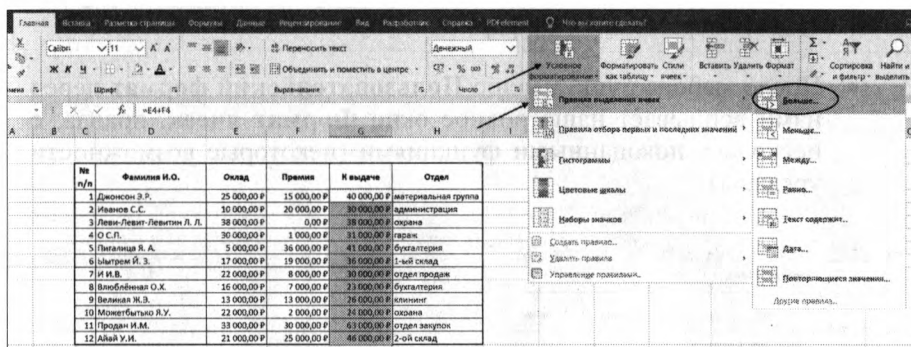 Главная Вставка Разметка страницы Формулы Данные Рецензирование Вид Разработчик Справка PDFelement Что вы хотите сделать?
Calibri 11 Переносить текст Денежный
Ж К Ч Объединить и поместить в центре % 000
Условное форматирование Форматировать как таблицу Стили ячеек Вставить Удалить Формат Сортировка и фильтр Найти и выделить
Шрифт Выравнивание Число
fx =E4+F4
A B C D E F G H I
Правила выделения ячеек
Правила отбора первых и последних значений
Гистограммы
Цветовые шкалы
Наборы значков
Создать правило...
Удалить правила
Управление правилами...
Больше...
Меньше...
Между...
Равно...
Текст содержит...
Дата...
Повторяющиеся значения...
Другие правила...
№ п/п Фамилия И.О. Оклад Премия К выдаче Отдел
1 Джонсон Э.Р. 25 000,00 ₽ 15 000,00 ₽ 40 000,00 ₽ материальная группа
2 Иванов С.С. 10 000,00 ₽ 20 000,00 ₽ 30 000,00 ₽ администрация
3 Леви-Левит-Левитин Л. Л. 38 000,00 ₽ 0,00 ₽ 38 000,00 ₽ охрана
4 О С.П. 30 000,00 ₽ 1 000,00 ₽ 31 000,00 ₽ гараж
5 Пигалица Я. А. 5 000,00 ₽ 36 000,00 ₽ 41 000,00 ₽ бухгалтерия
6 Ымтрем Й. З. 17 000,00 ₽ 19 000,00 ₽ 36 000,00 ₽ 1-ый склад
7 И И.В. 22 000,00 ₽ 8 000,00 ₽ 30 000,00 ₽ отдел продаж
8 Влюблённая О.Х. 16 000,00 ₽ 7 000,00 ₽ 23 000,00 ₽ бухгалтерия
9 Великая Ж.З. 13 000,00 ₽ 13 000,00 ₽ 26 000,00 ₽ клининг
10 Можетбытько Я.У. 22 000,00 ₽ 2 000,00 ₽ 24 000,00 ₽ охрана
11 Продан И.М. 33 000,00 ₽ 30 000,00 ₽ 63 000,00 ₽ отдел закупок
12 Айай У.И. 21 000,00 ₽ 25 000,00 ₽ 46 000,00 ₽ 2-ой склад